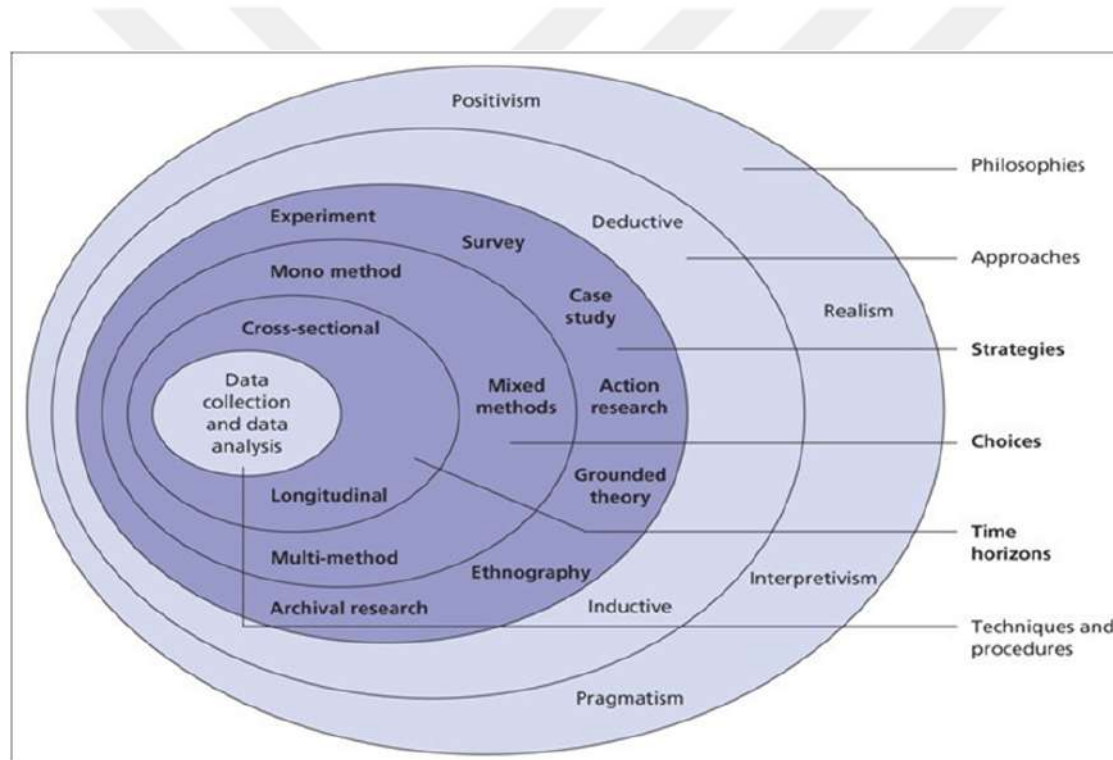 Positivism
Philosophies
Experiment
Deductive
Survey
Approaches
Mono method
Case
study
Realism
Cross-sectional
Strategies
Data
collection
and data
analysis
Mixed
methods
Action
research
Choices
Longitudinal
Grounded
theory
Time
horizons
Multi-method
Ethnography
Interpretivism
Archival research
Inductive
Techniques and
procedures
Pragmatism